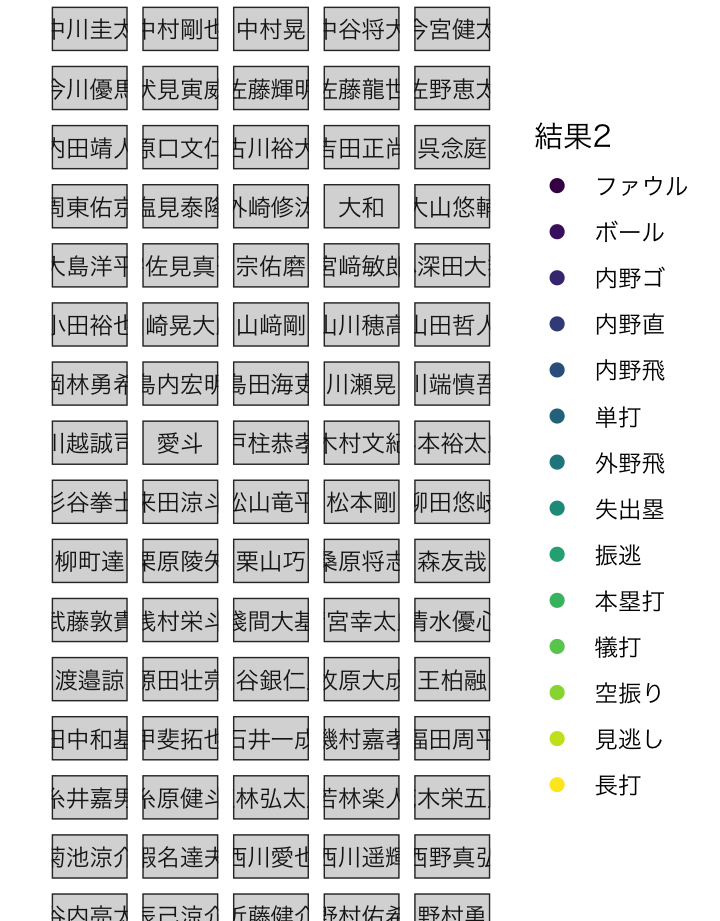 中川圭太 中村剛也 中村晃 中谷将大 今宮健太
今川優馬 伏見寅威 佐藤輝明 佐藤龍世 佐野恵太
内田靖人 原口文仁 古川裕大 吉田正尚 呉念庭
周東佑京 塩見泰隆 外崎修汰 大和 大山悠輔
大島洋平 佐見真 宗佑磨 宮﨑敏郎 深田大
小田裕也 崎晃大 山﨑剛 山川穂高 山田哲人
岡林勇希 島内宏明 島田海吏 川瀬晃 川端慎吾
川越誠司 愛斗 戸柱恭孝 木村文紀 本裕太
杉谷拳士 来田涼斗 松山竜平 松本剛 柳田悠岐
柳町達 栗原陵矢 栗山巧 桑原将志 森友哉
武藤敦貴 浅村栄斗 淺間大基 宮幸太 清水優心
渡邉諒 源田壮亮 谷銀仁 牧原大成 王柏融
田中和基 甲斐拓也 石井一成 磯村嘉孝 福田周平
糸井嘉男 糸原健斗 林弘太 若林楽人 木栄五
菊池涼介 蝦名達夫 西川愛也 西川遥輝 西野真弘
谷内亮太 辰己涼介 近藤健介 野村佑希 野村勇
結果2
ファウル
ボール
内野ゴ
内野直
内野飛
単打
外野飛
失出塁
振逃
本塁打
犠打
空振り
見逃し
長打